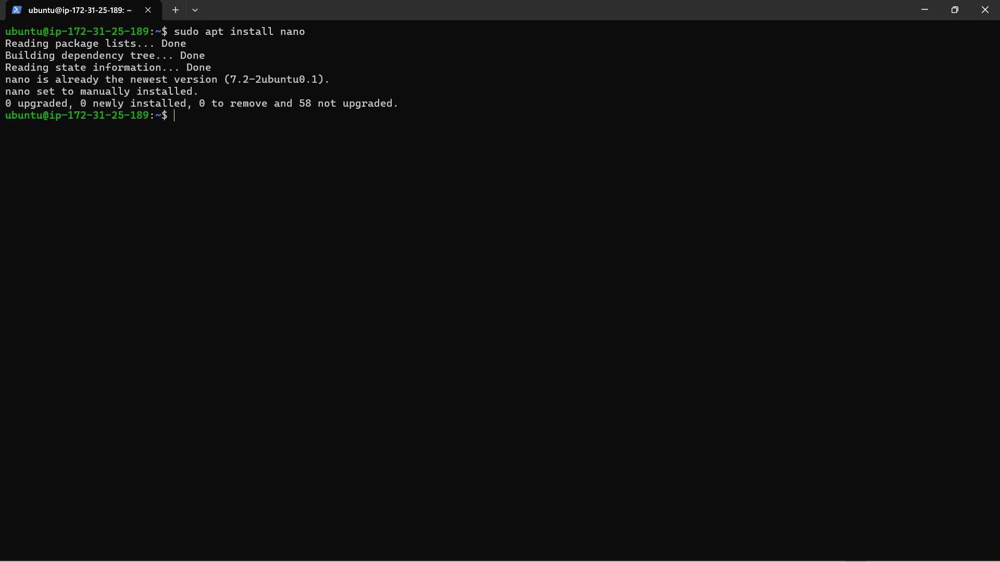 ubuntu@ip-172-31-25-189: ~
ubuntu@ip-172-31-25-189:~$ sudo apt install nano
Reading package lists... Done
Building dependency tree... Done
Reading state information... Done
nano is already the newest version (7.2-2ubuntu0.1).
nano set to manually installed.
0 upgraded, 0 newly installed, 0 to remove and 58 not upgraded.
ubuntu@ip-172-31-25-189:~$